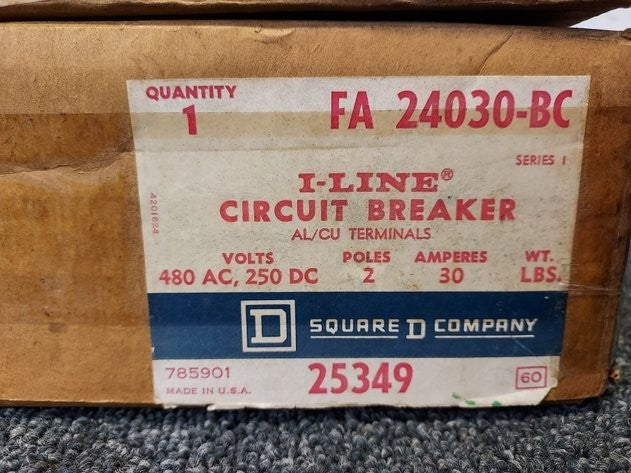 QUANTITY
1
FA 24030-BC
SERIES 1
I-LINE®
CIRCUIT BREAKER
AL/CU TERMINALS
VOLTS POLES AMPERES WT.
480 AC, 250 DC 2 30 LBS.
4201624
D SQUARE D COMPANY
785901
MADE IN U.S.A.
25349
60